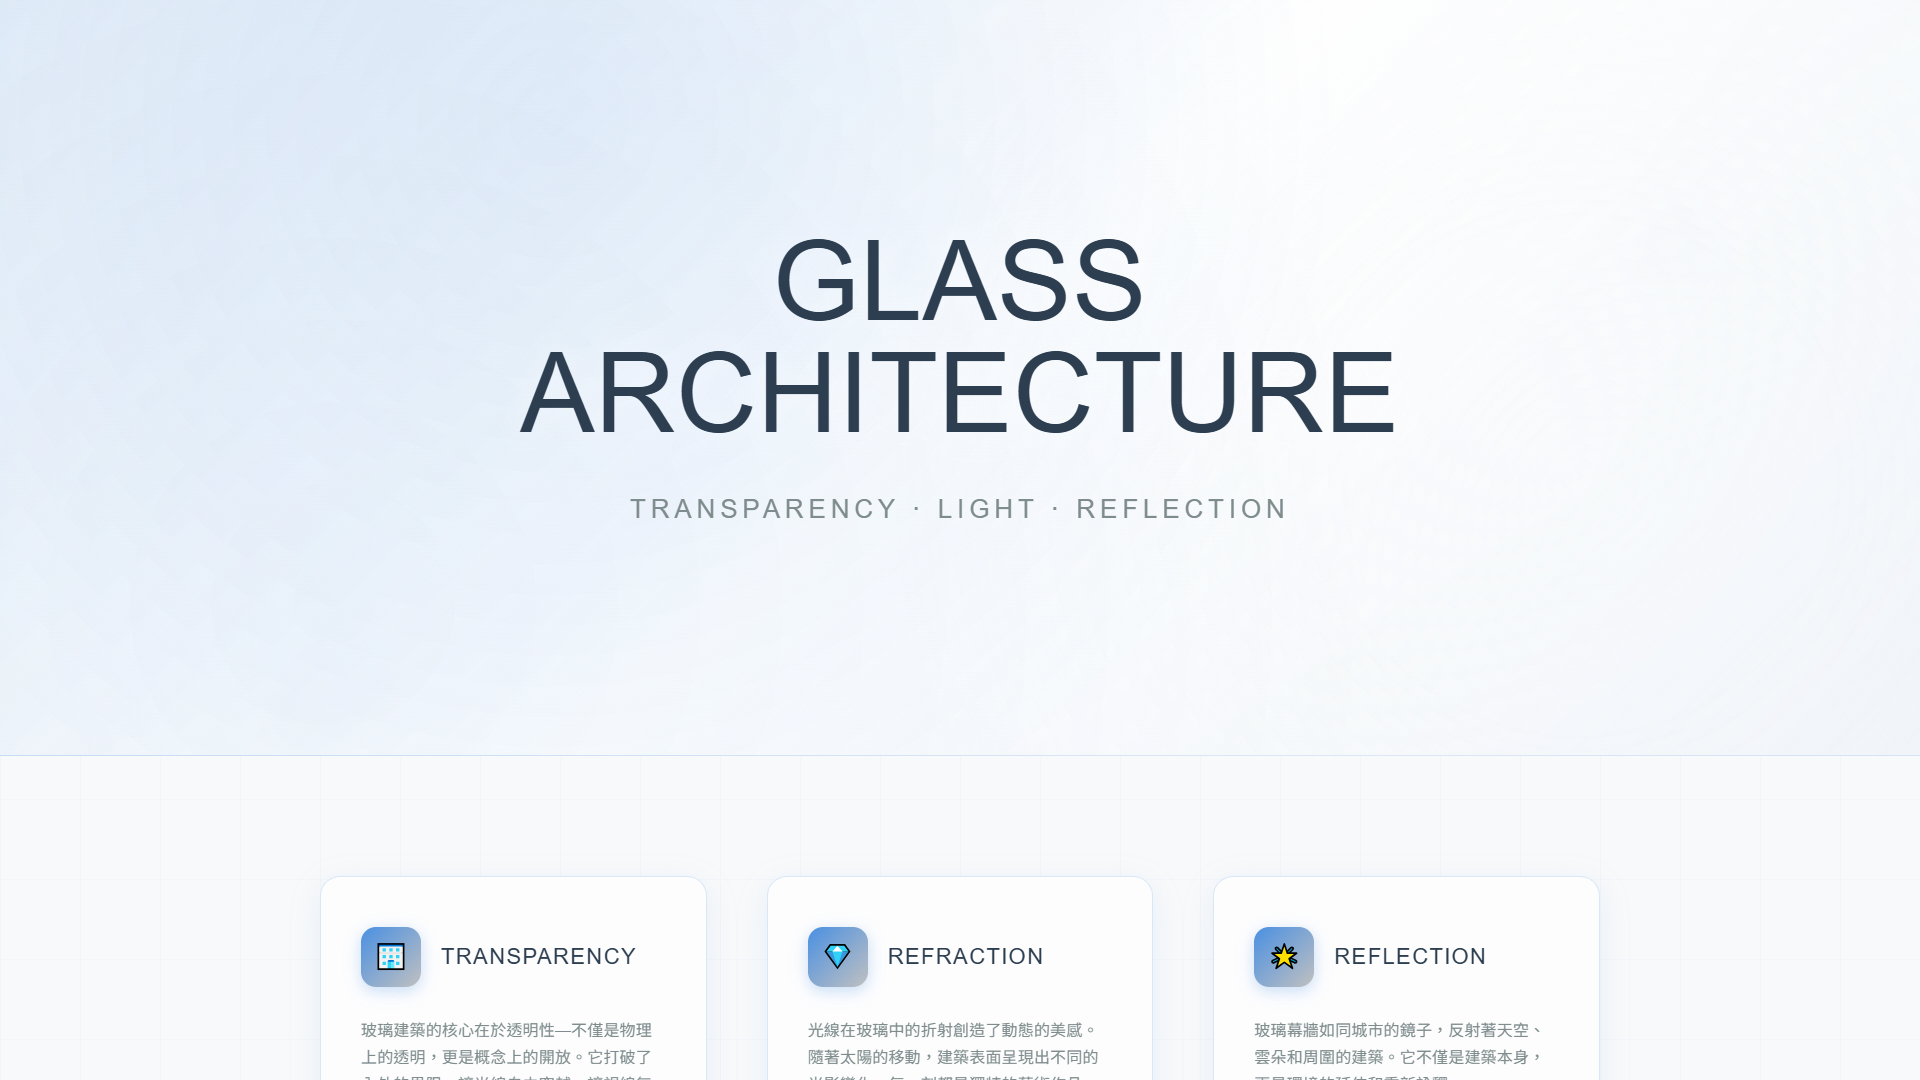 GLASS
ARCHITECTURE
TRANSPARENCY · LIGHT · REFLECTION
TRANSPARENCY
玻璃建築的核心在於透明性—不僅是物理
上的透明，更是概念上的開放。它打破了
REFRACTION
光線在玻璃中的折射創造了動態的美感。
隨著太陽的移動，建築表面呈現出不同的
REFLECTION
玻璃幕牆如同城市的鏡子，反射著天空、
雲朵和周圍的建築。它不僅是建築本身，